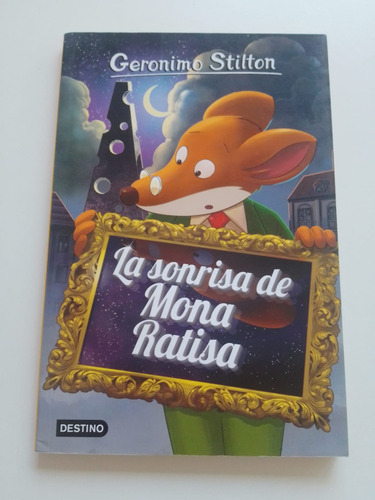 Geronimo Stilton
La sonrisa de
Mona
Ratisa
DESTINO